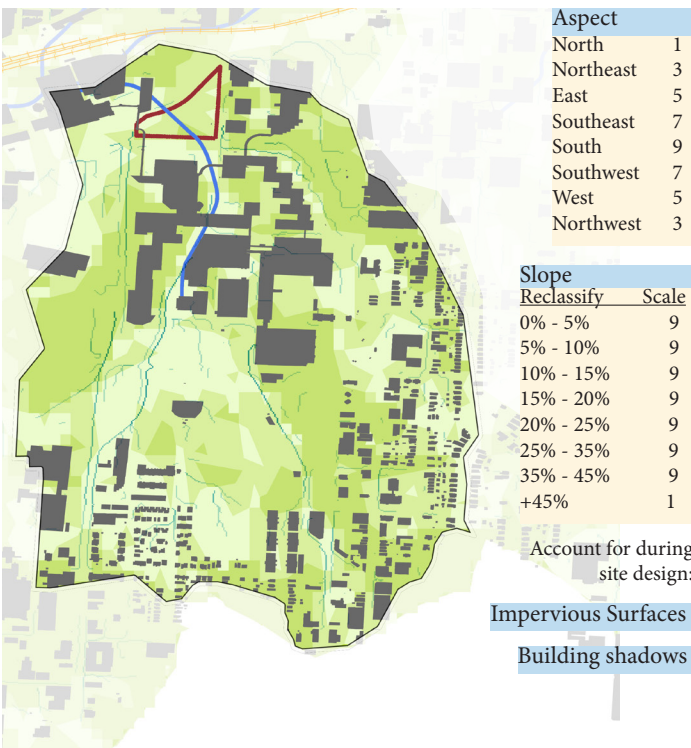 Aspect
North 1
Northeast 3
East 5
Southeast 7
South 9
Southwest 7
West 5
Northwest 3
Slope
Reclassify Scale
0% - 5% 9
5% - 10% 9
10% - 15% 9
15% - 20% 9
20% - 25% 9
25% - 35% 9
35% - 45% 9
+45% 1
Account for during
site design:
Impervious Surfaces
Building shadows